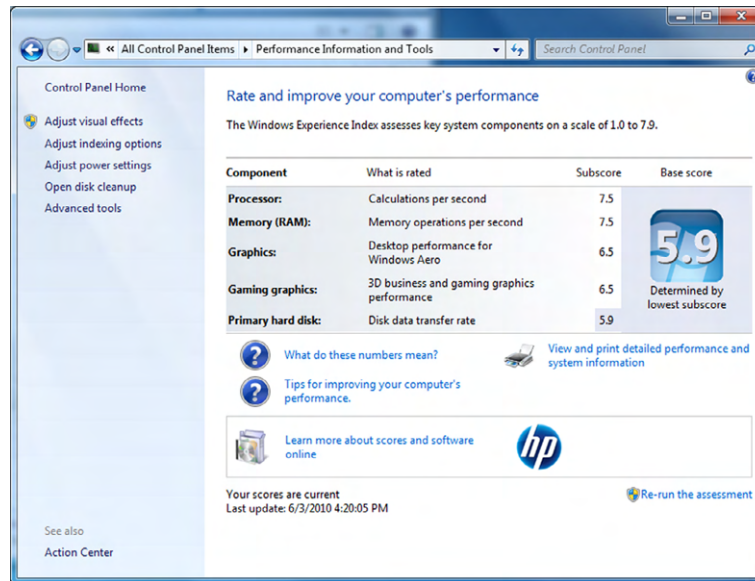 « All Control Panel Items ▸ Performance Information and Tools
Search Control Panel
Control Panel Home
Adjust visual effects
Adjust indexing options
Adjust power settings
Open disk cleanup
Advanced tools
See also
Action Center
Rate and improve your computer's performance
The Windows Experience Index assesses key system components on a scale of 1.0 to 7.9.
Component What is rated Subscore Base score
Processor: Calculations per second 7.5
Memory (RAM): Memory operations per second 7.5
Graphics: Desktop performance for
Windows Aero 6.5
Gaming graphics: 3D business and gaming graphics
performance 6.5
Primary hard disk: Disk data transfer rate 5.9
5.9
Determined by
lowest subscore
What do these numbers mean?
View and print detailed performance and
system information
Tips for improving your computer's
performance.
Learn more about scores and software
online
hp
Your scores are current
Last update: 6/3/2010 4:20:05 PM
Re-run the assessment